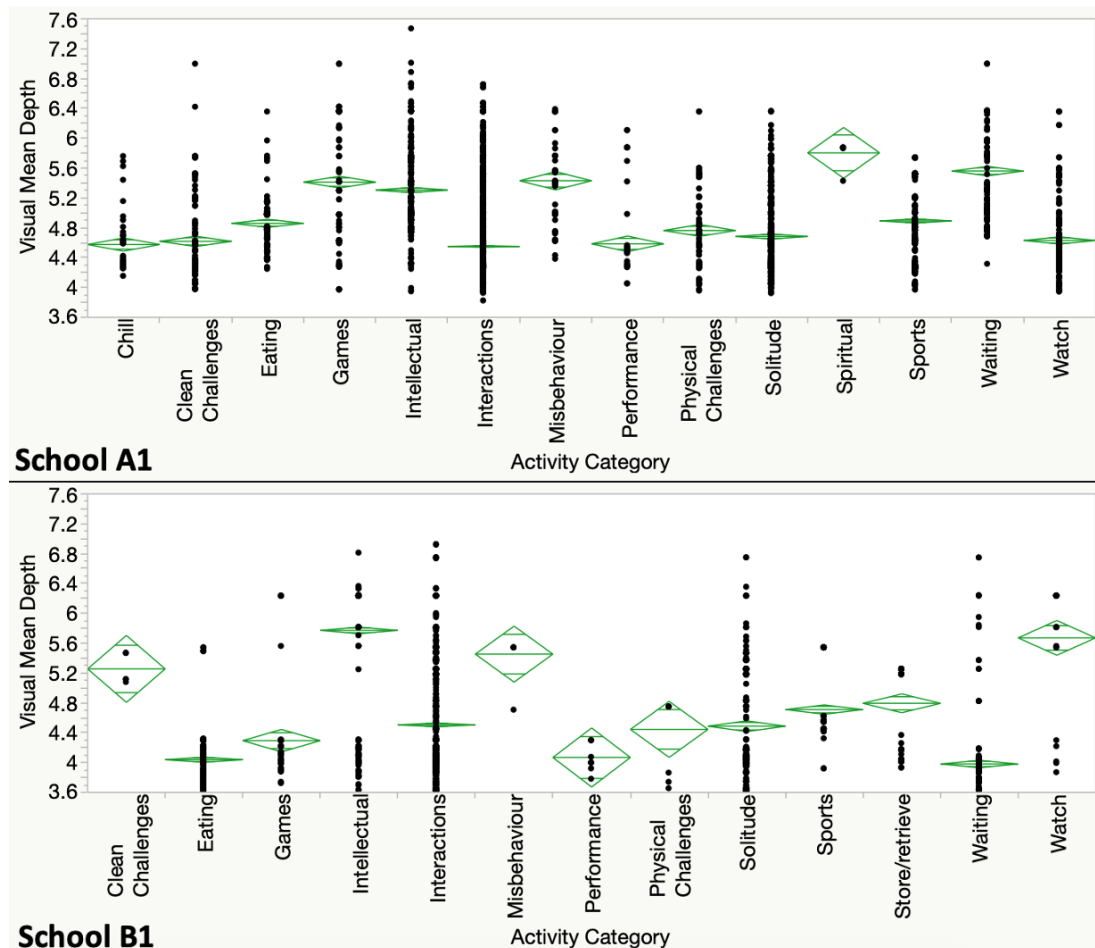 7.6
7.2
6.8
6.4
6
5.6
5.2
4.8
4.4
4
3.6
Visual Mean Depth
Chill
Clean
Challenges
Eating
Games
Intellectual
Interactions
Misbehaviour
Performance
Physical
Challenges
Solitude
Spiritual
Sports
Waiting
Watch
School A1
Activity Category
7.6
7.2
6.8
6.4
6
5.6
5.2
4.8
4.4
4
3.6
Visual Mean Depth
Clean
Challenges
Eating
Games
Intellectual
Interactions
Misbehaviour
Performance
Physical
Challenges
Solitude
Sports
Store/retrieve
Waiting
Watch
School B1
Activity Category